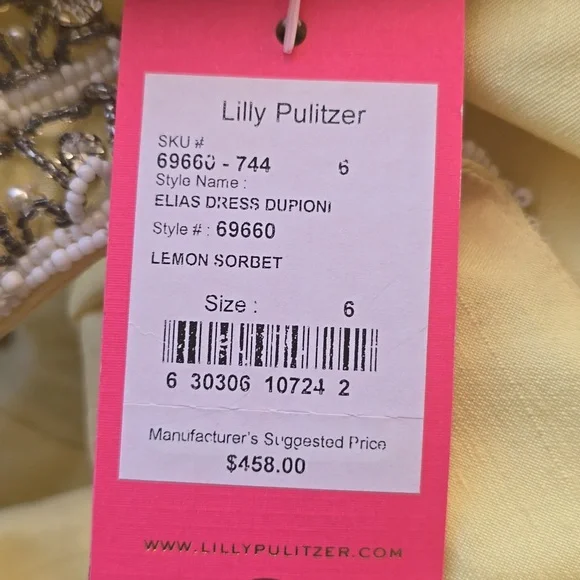 Lilly Pulitzer
SKU #
69660 - 744 6
Style Name :
ELIAS DRESS DUPIONI
Style # : 69660
LEMON SORBET
Size : 6
6 30306 10724 2
Manufacturer's Suggested Price
$458.00
WWW.LILLYPULITZER.COM